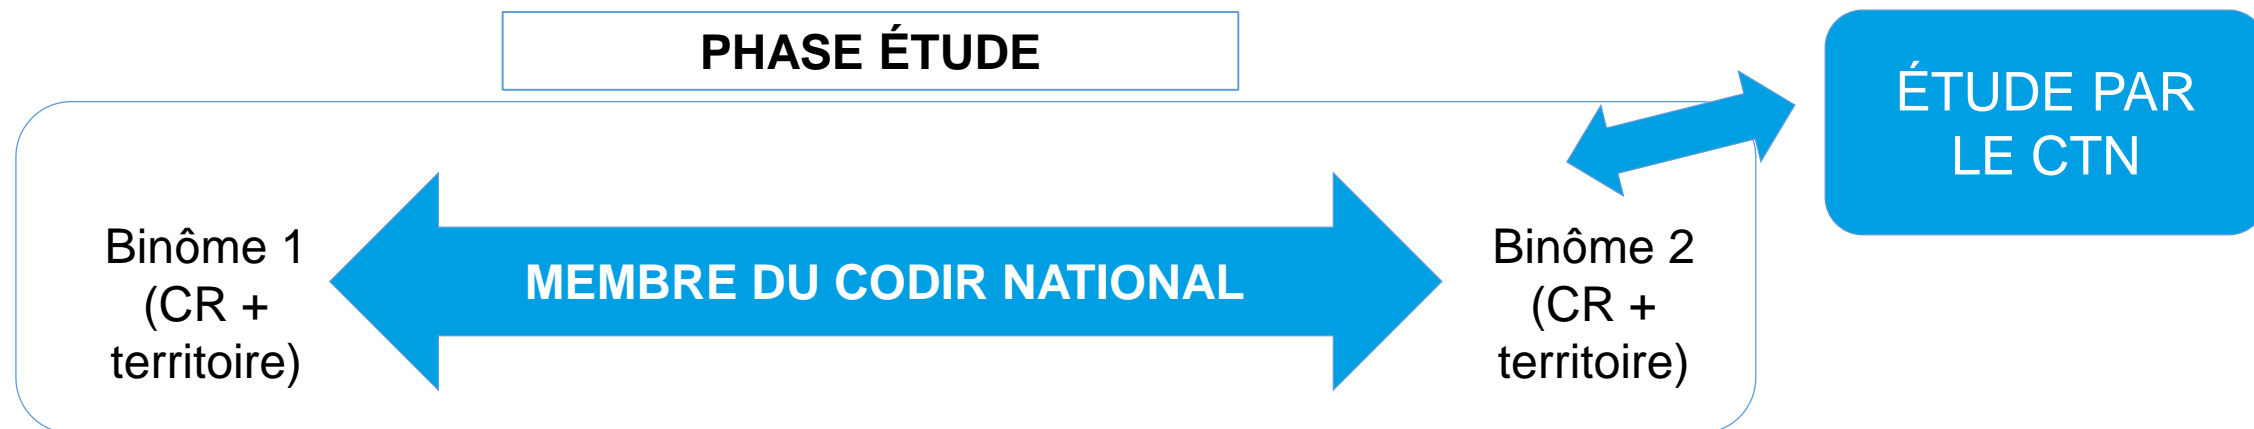 PHASE ÉTUDE
ÉTUDE PAR
LE CTN
Binôme 1
(CR +
territoire)
MEMBRE DU CODIR NATIONAL
Binôme 2
(CR +
territoire)